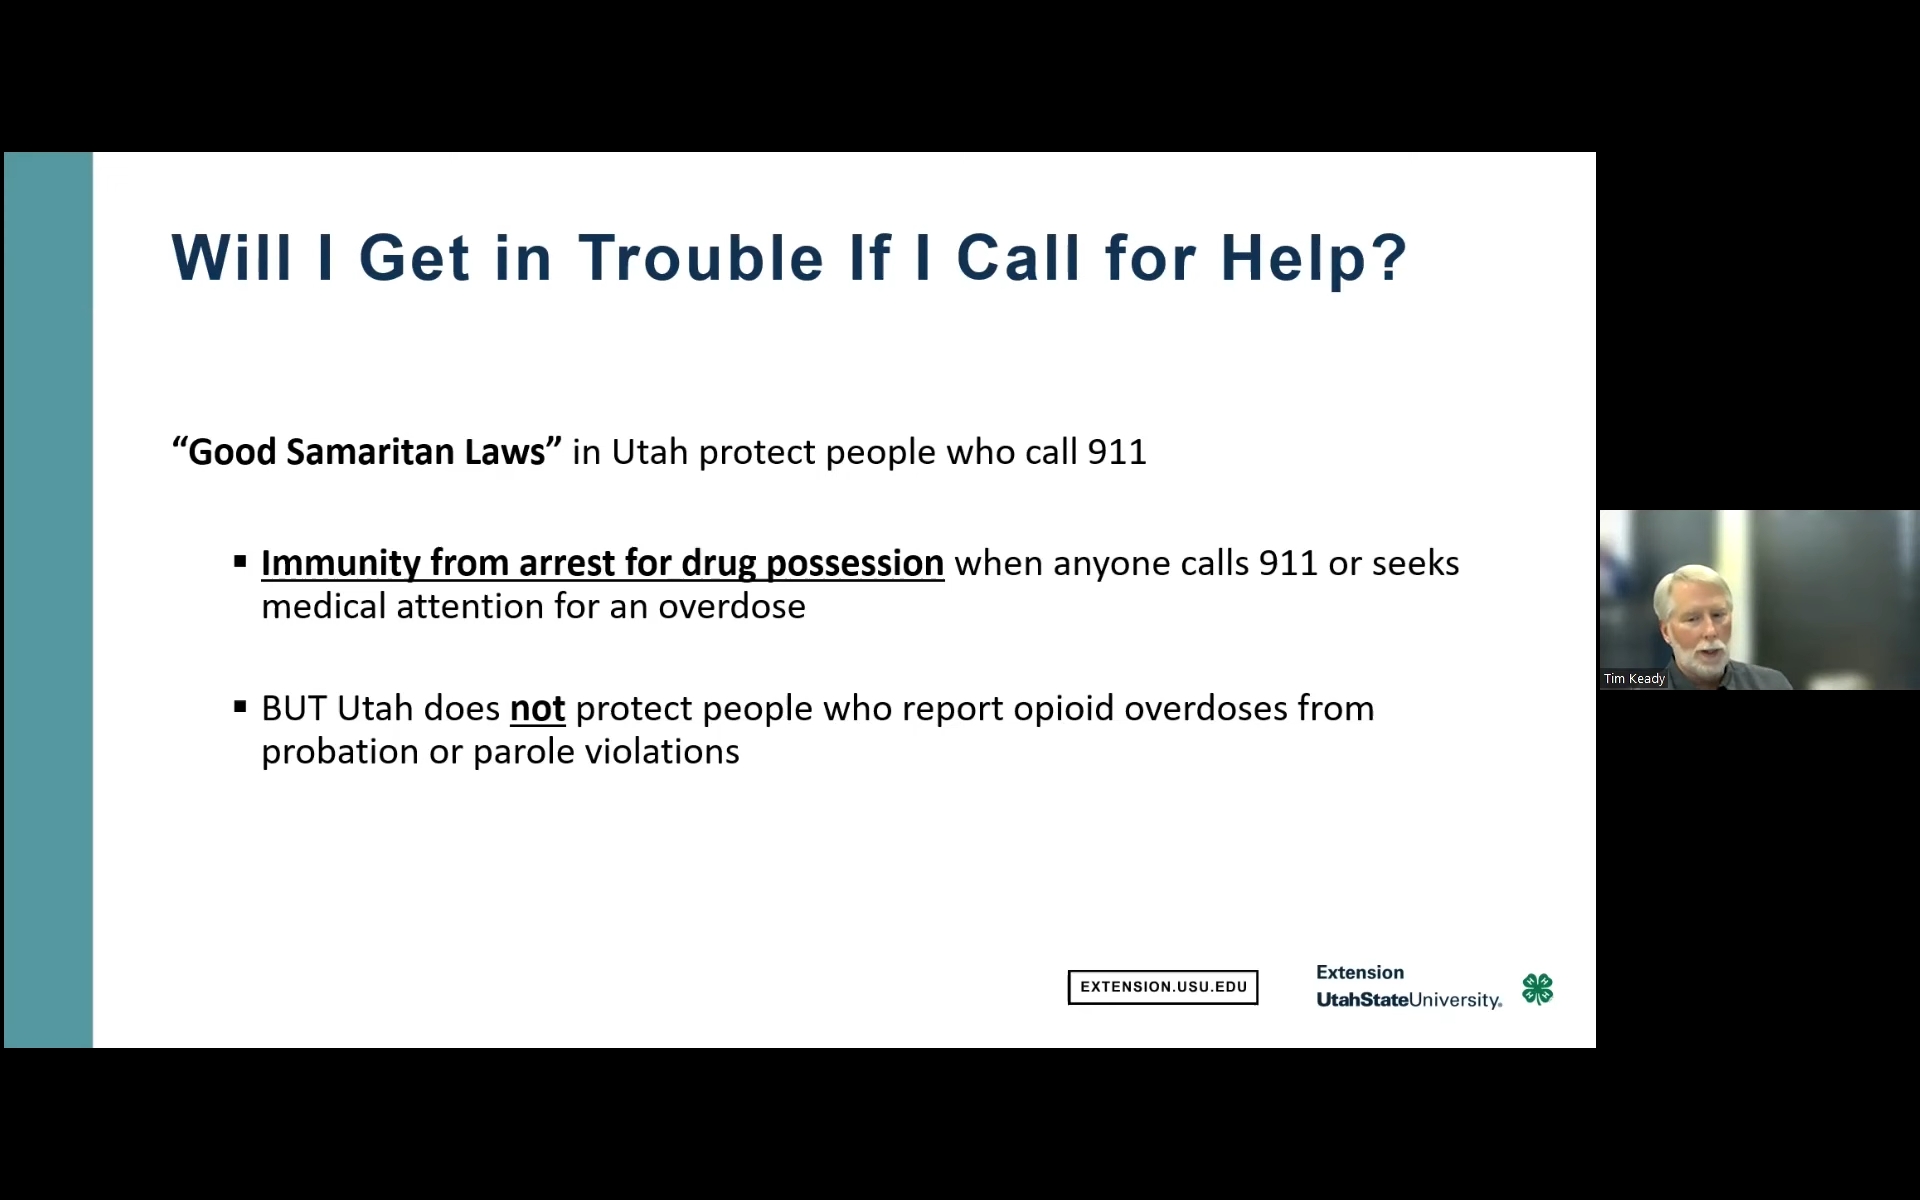 Will I Get in Trouble If I Call for Help?
“Good Samaritan Laws” in Utah protect people who call 911
▪ Immunity from arrest for drug possession when anyone calls 911 or seeks
medical attention for an overdose
▪ BUT Utah does not protect people who report opioid overdoses from
probation or parole violations
EXTENSION.USU.EDU
Extension
UtahStateUniversity®
Tim Keady